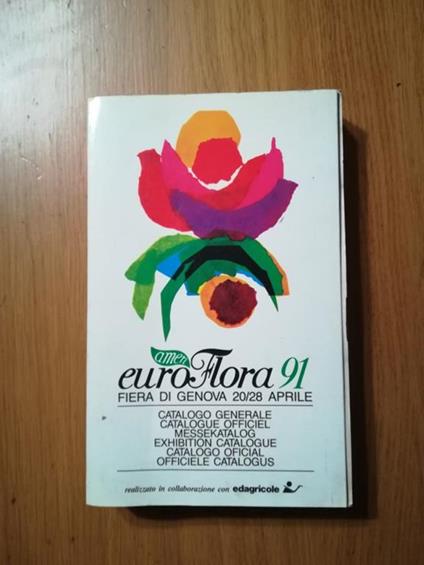 amer
euroFlora 91
FIERA DI GENOVA 20/28 APRILE
CATALOGO GENERALE
CATALOGUE OFFICIEL
MESSEKATALOG
EXHIBITION CATALOGUE
CATALOGO OFICIAL
OFFICIELE CATALOGUS
realizzato in collaborazione con edagricole